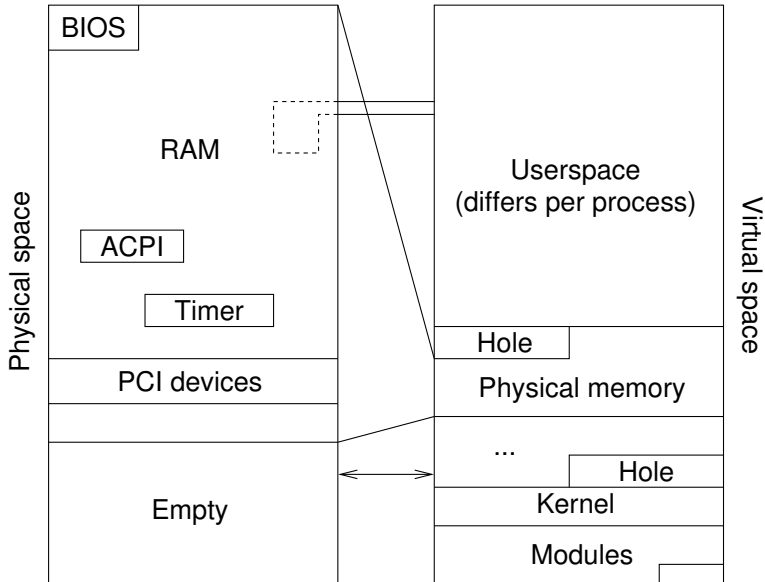 Physical space
BIOS
RAM
ACPI
Timer
PCI devices
Empty
Userspace
(differs per process)
Hole
Physical memory
...
Hole
Kernel
Modules
Virtual space